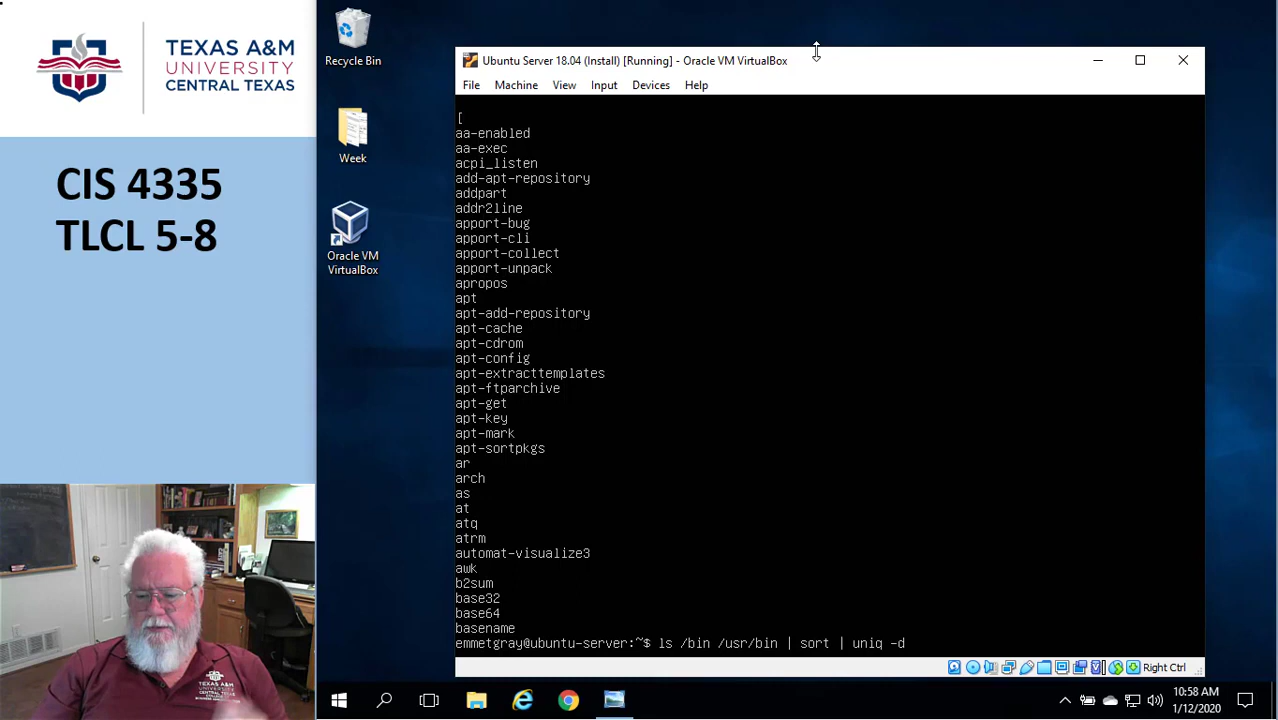 TEXAS A&M
UNIVERSITY
CENTRAL TEXAS
CIS 4335
TLCL 5-8
Recycle Bin
Week
Oracle VM
VirtualBox
Ubuntu Server 18.04 (Install) [Running] - Oracle VM VirtualBox
File Machine View Input Devices Help
[
aa-enabled
aa-exec
acpi_listen
add-apt-repository
addpart
addr2line
apport-bug
apport-cli
apport-collect
apport-unpack
apropos
apt
apt-add-repository
apt-cache
apt-cdrom
apt-config
apt-extracttemplates
apt-ftparchive
apt-get
apt-key
apt-mark
apt-sortpkgs
ar
arch
as
at
atq
atrm
automat-visualize3
awk
b2sum
base32
base64
basename
emmetgray@ubuntu-server:~$ ls /bin /usr/bin | sort | uniq -d
Right Ctrl
10:58 AM
1/12/2020
TEXAS A&M